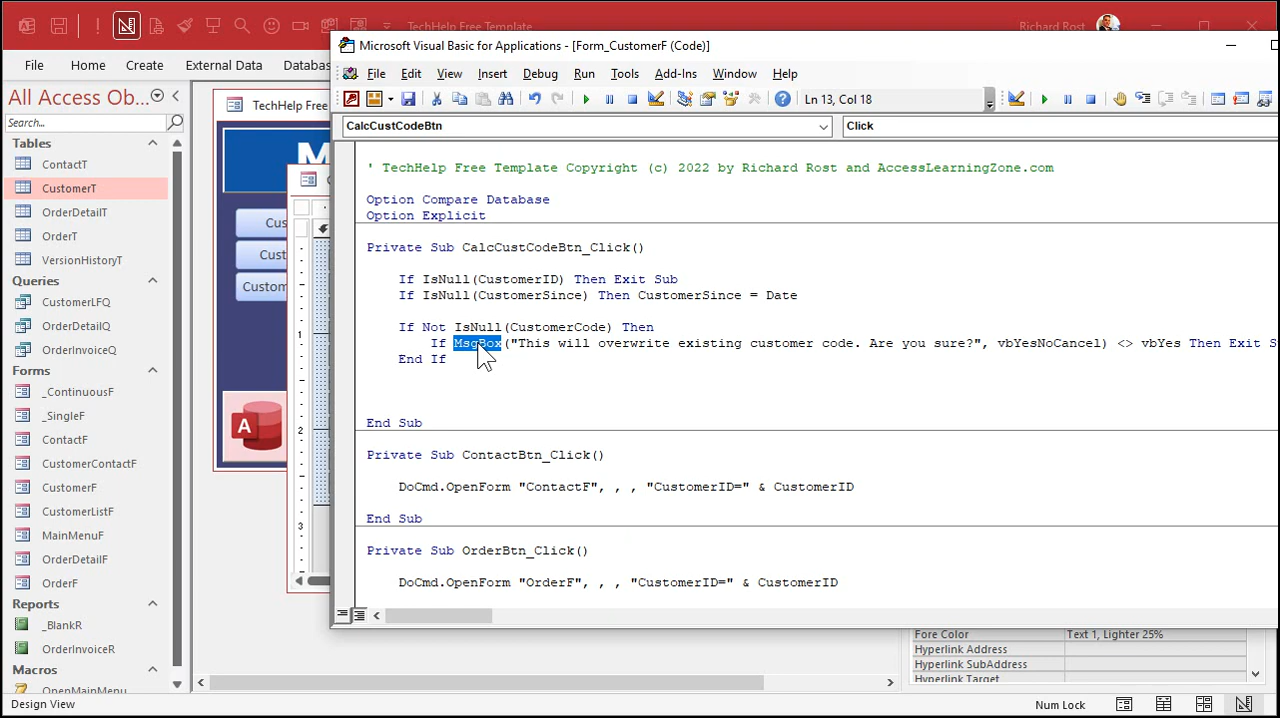 TechHelp Free Template
Richard Rost
File Home Create External Data Databas
All Access Ob...
Search...
Tables
ContactT
CustomerT
OrderDetailT
OrderT
VersionHistoryT
Queries
CustomerLFQ
OrderDetailQ
OrderInvoiceQ
Forms
_ContinuousF
_SingleF
ContactF
CustomerContactF
CustomerF
CustomerListF
MainMenuF
OrderDetailF
OrderF
Reports
_BlankR
OrderInvoiceR
Macros
OpenMainMenu
Design View
TechHelp Free
M
Cus
Cust
Custom
A
1
2
3
Microsoft Visual Basic for Applications - [Form_CustomerF (Code)]
File Edit View Insert Debug Run Tools Add-Ins Window Help
Ln 13, Col 18
CalcCustCodeBtn
Click
' TechHelp Free Template Copyright (c) 2022 by Richard Rost and AccessLearningZone.com
Option Compare Database
Option Explicit
Private Sub CalcCustCodeBtn_Click()
If IsNull(CustomerID) Then Exit Sub
If IsNull(CustomerSince) Then CustomerSince = Date
If Not IsNull(CustomerCode) Then
If MsgBox("This will overwrite existing customer code. Are you sure?", vbYesNoCancel) <> vbYes Then Exit S
End If
End Sub
Private Sub ContactBtn_Click()
DoCmd.OpenForm "ContactF", , , "CustomerID=" & CustomerID
End Sub
Private Sub OrderBtn_Click()
DoCmd.OpenForm "OrderF", , , "CustomerID=" & CustomerID
Fore Color Text 1, Lighter 25%
Hyperlink Address
Hyperlink SubAddress
Hyperlink Target
Num Lock